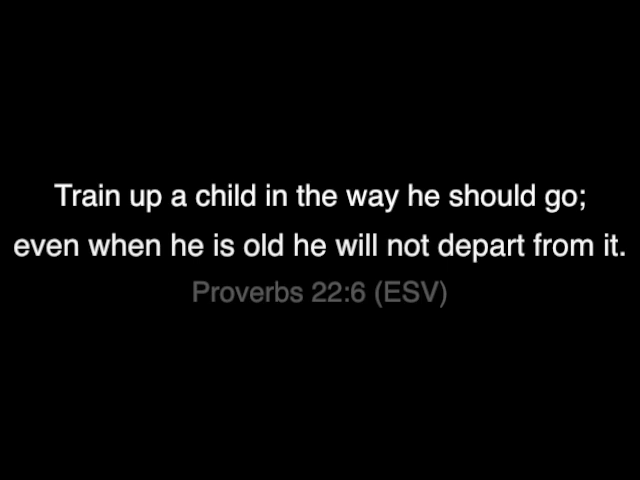 Train up a child in the way he should go;
even when he is old he will not depart from it.
Proverbs 22:6 (ESV)